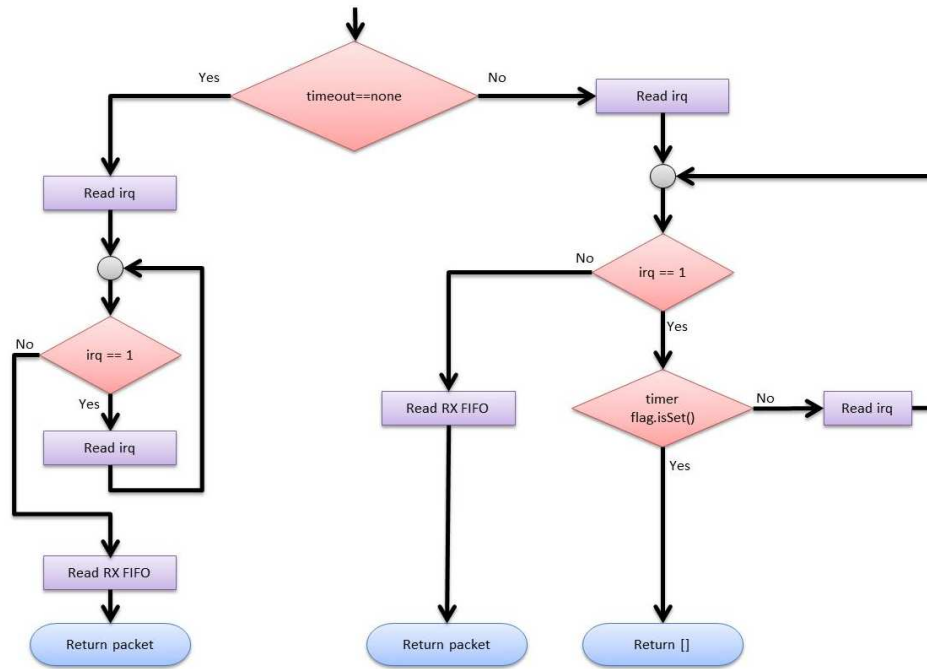 Yes
timeout==none
No
Read irq
Read irq
No
irq == 1
Yes
No
irq == 1
Yes
Read irq
Read RX FIFO
timer
flag.isSet()
No
Read irq
Yes
Read RX FIFO
Return packet
Return packet
Return []